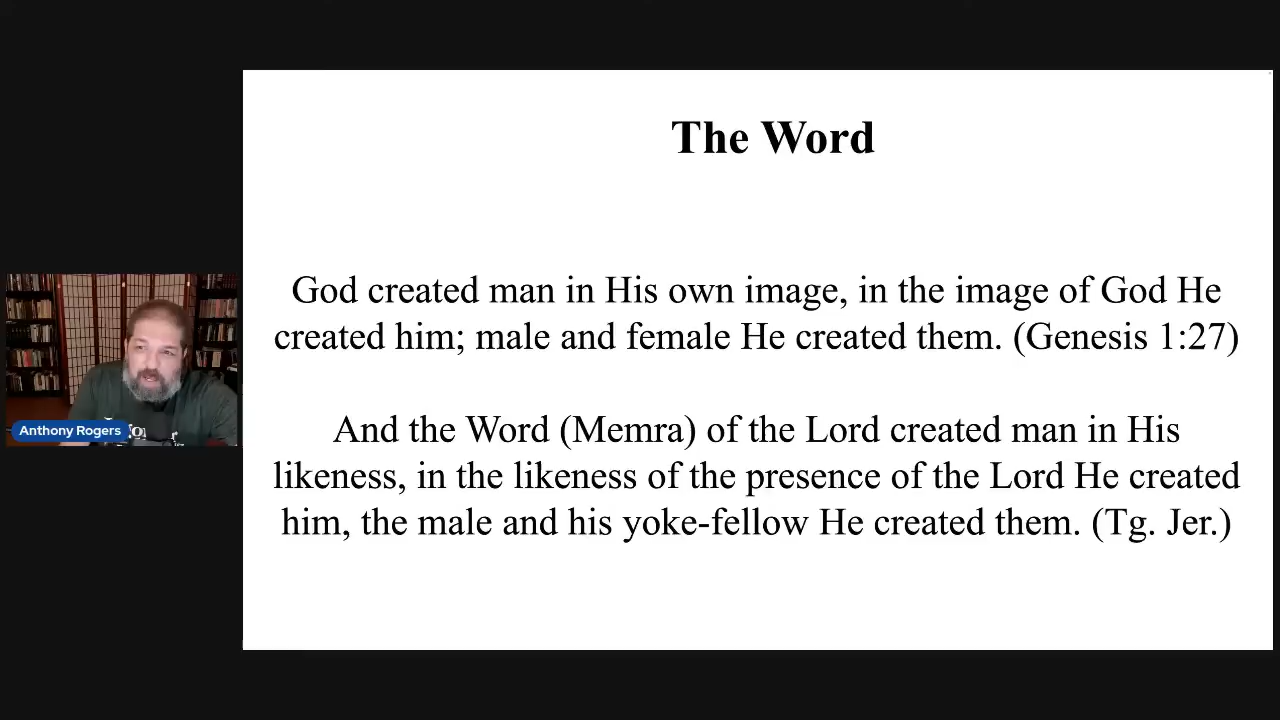 The Word
God created man in His own image, in the image of God He
created him; male and female He created them. (Genesis 1:27)
And the Word (Memra) of the Lord created man in His
likeness, in the likeness of the presence of the Lord He created
him, the male and his yoke-fellow He created them. (Tg. Jer.)
Anthony Rogers